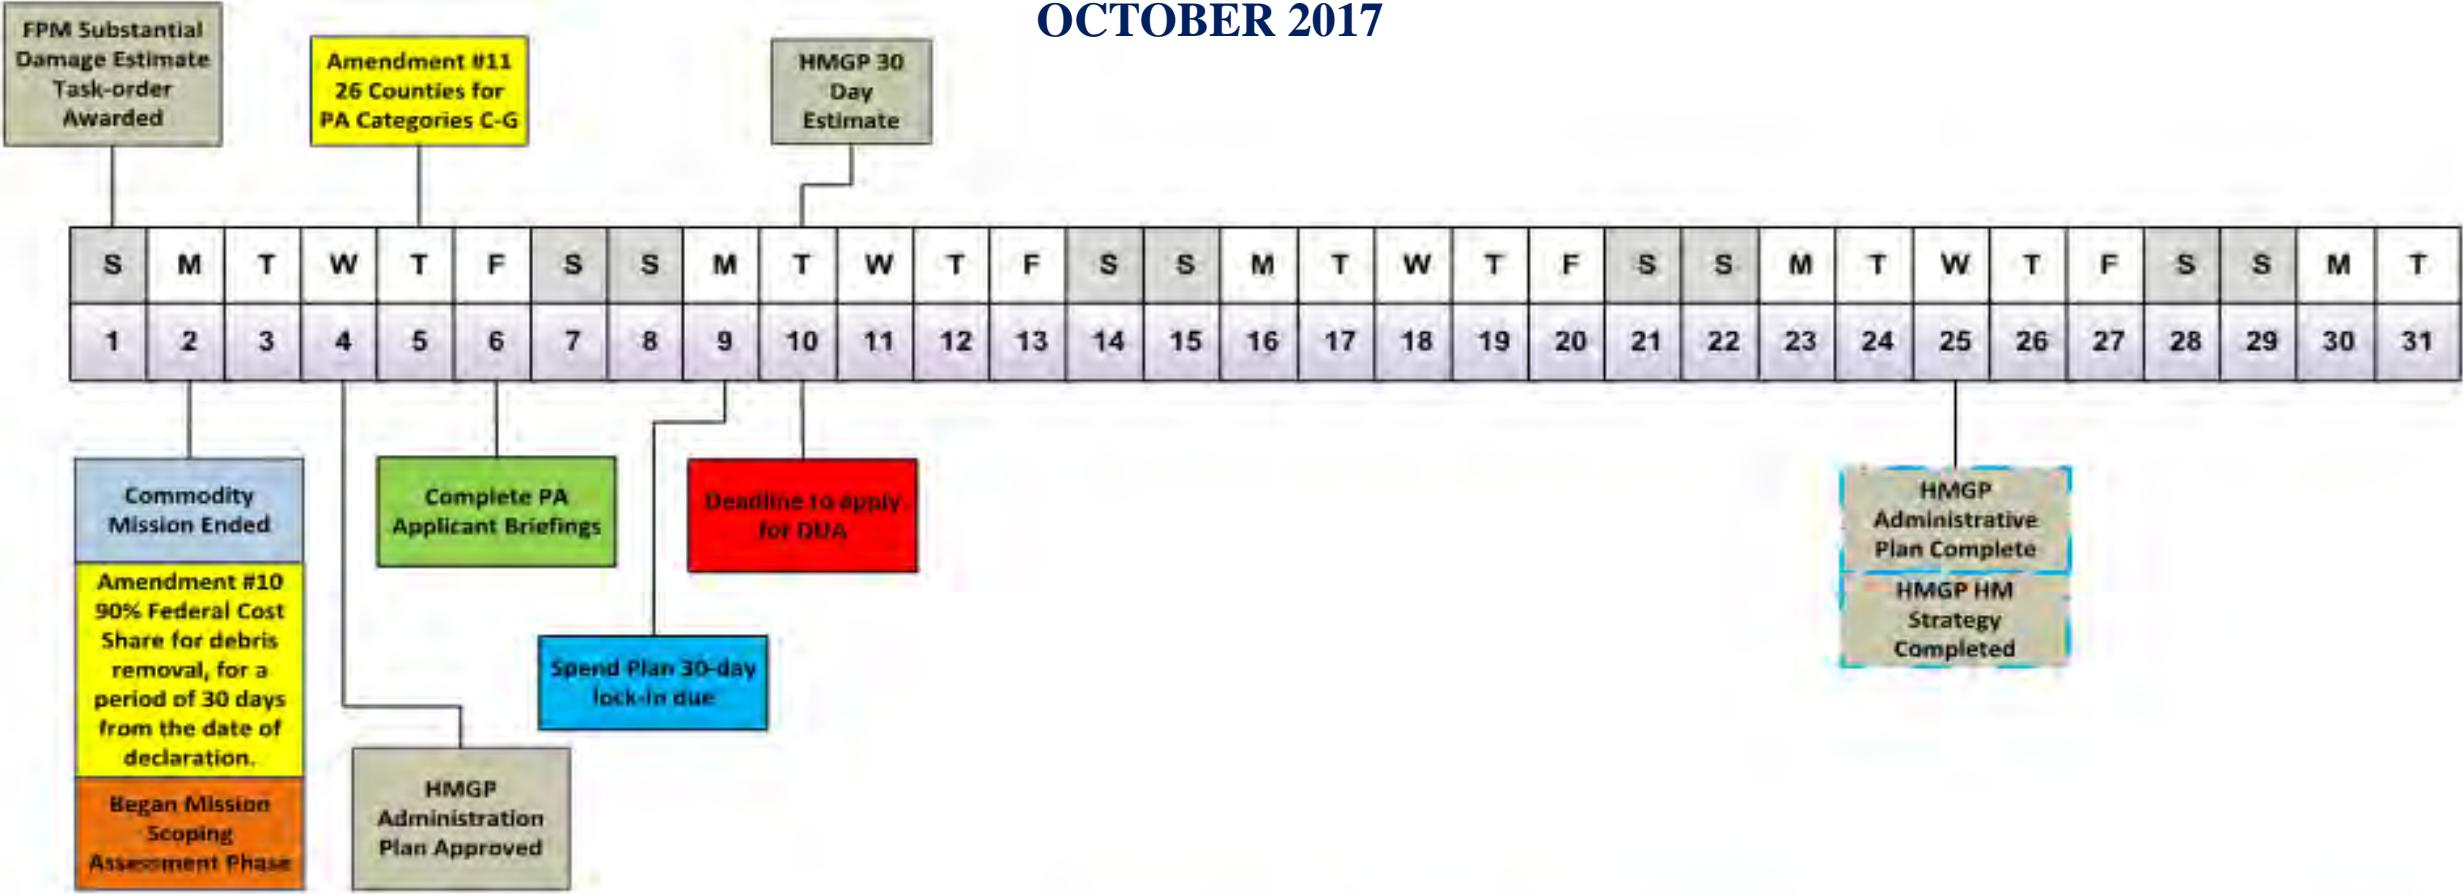 OCTOBER 2017
FPM Substantial
Damage Estimate
Task-order
Awarded
Amendment #11
26 Counties for
PA Categories C-G
HMGP 30
Day
Estimate
S M T W T F S S M T W T F S S M T W T F S S M T W T F S S M T
1 2 3 4 5 6 7 8 9 10 11 12 13 14 15 16 17 18 19 20 21 22 23 24 25 26 27 28 29 30 31
Commodity
Mission Ended
Amendment #10
90% Federal Cost
Share for debris
removal, for a
period of 30 days
from the date of
declaration.
Began Mission
Scoping
Assessment Phase
HMGP
Administration
Plan Approved
Complete PA
Applicant Briefings
Spend Plan 30-day
lock-in due
Deadline to apply
for DUA
HMGP
Administrative
Plan Complete
HMGP HM
Strategy
Completed